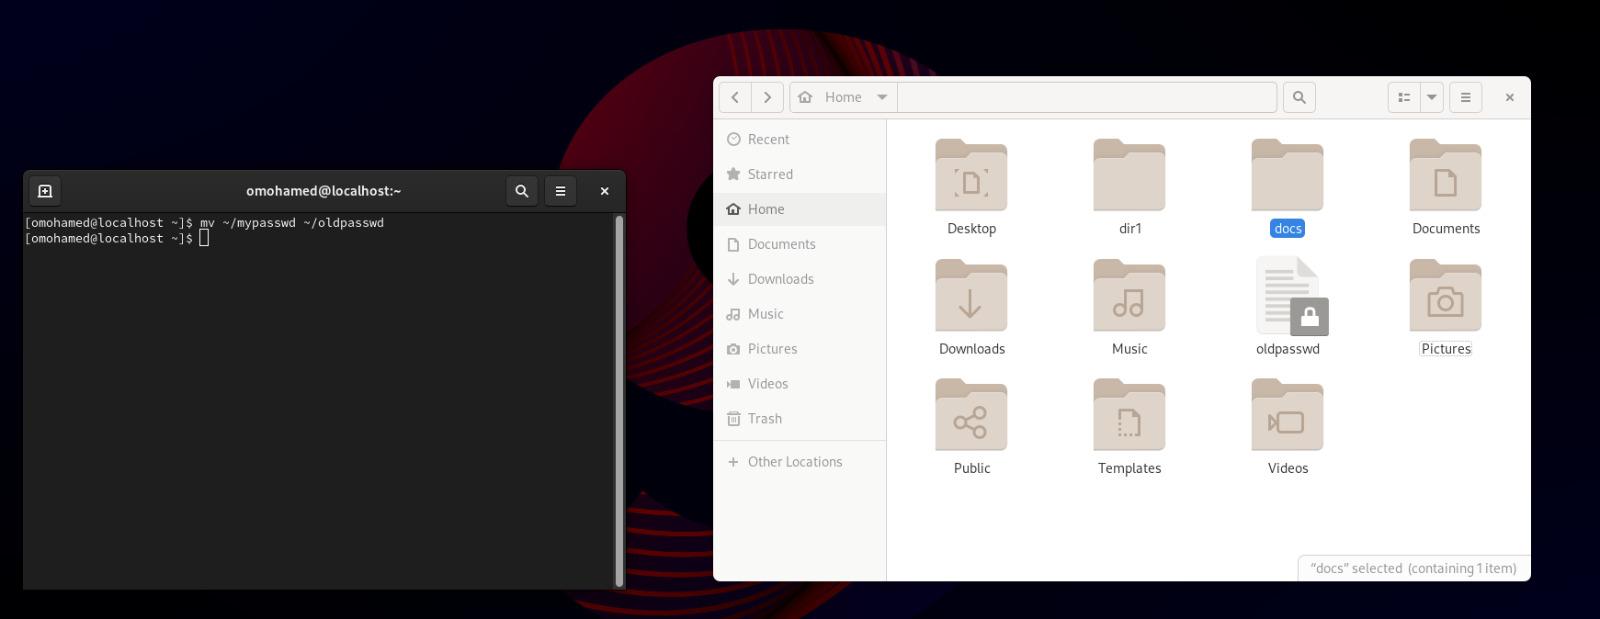 omohamed@localhost:~
[omohamed@localhost ~]$ mv ~/mypasswd ~/oldpasswd
[omohamed@localhost ~]$
Home
Recent
Starred
Home
Documents
Downloads
Music
Pictures
Videos
Trash
Other Locations
Desktop dir1 docs Documents
Downloads Music oldpasswd Pictures
Public Templates Videos
“docs” selected (containing 1 item)